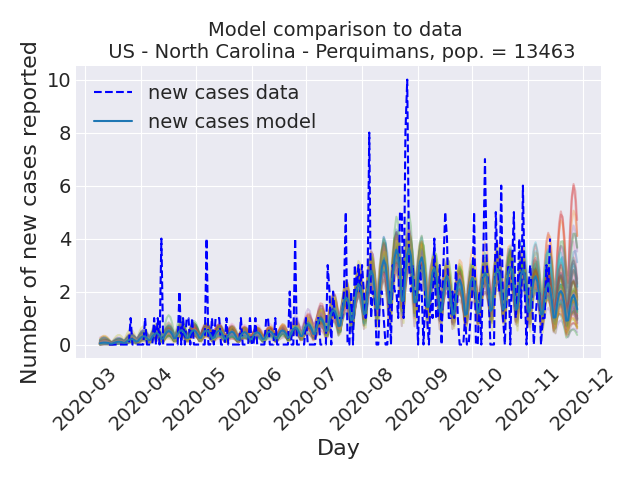 Model comparison to data
US - North Carolina - Perquimans, pop. = 13463
Number of new cases reported
10
8
6
4
2
0
new cases data
new cases model
2020-03
2020-04
2020-05
2020-06
2020-07
2020-08
2020-09
2020-10
2020-11
2020-12
Day